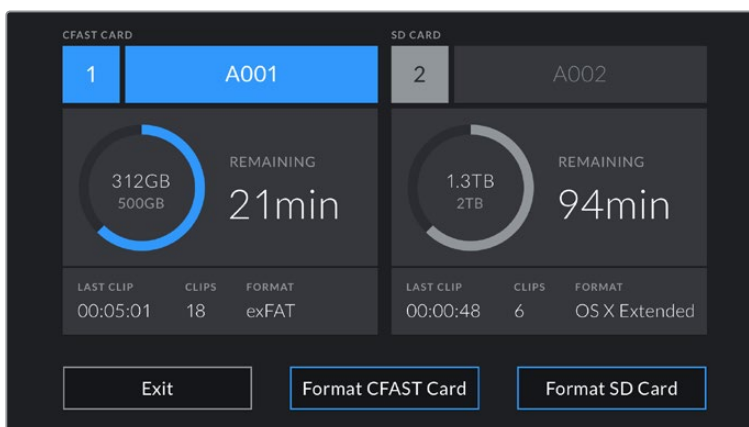 CFAST CARD
1
A001
312GB
500GB
REMAINING
21min
LAST CLIP CLIPS FORMAT
00:05:01 18 exFAT
SD CARD
2
A002
1.3TB
2TB
REMAINING
94min
LAST CLIP CLIPS FORMAT
00:00:48 6 OS X Extended
Exit
Format CFAST Card
Format SD Card